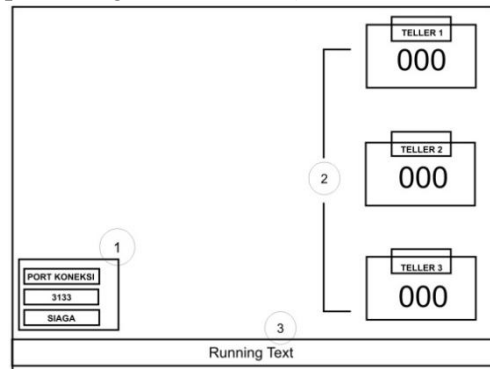 TELLER 1
000
2
TELLER 2
000
1
PORT KONEKSI
3133
SIAGA
TELLER 3
000
3
Running Text